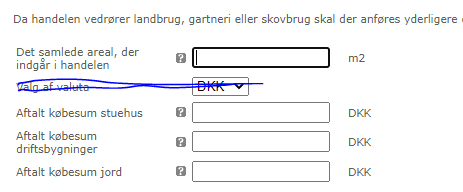 Da handelen vedrører landbrug, gartneri eller skovbrug skal der anføres yderligere
Det samlede areal, der ? m2
indgår i handelen
Valg af valuta DKK
Aftalt købesum stuehus ? DKK
Aftalt købesum ? DKK
driftsbygninger
Aftalt købesum jord ? DKK